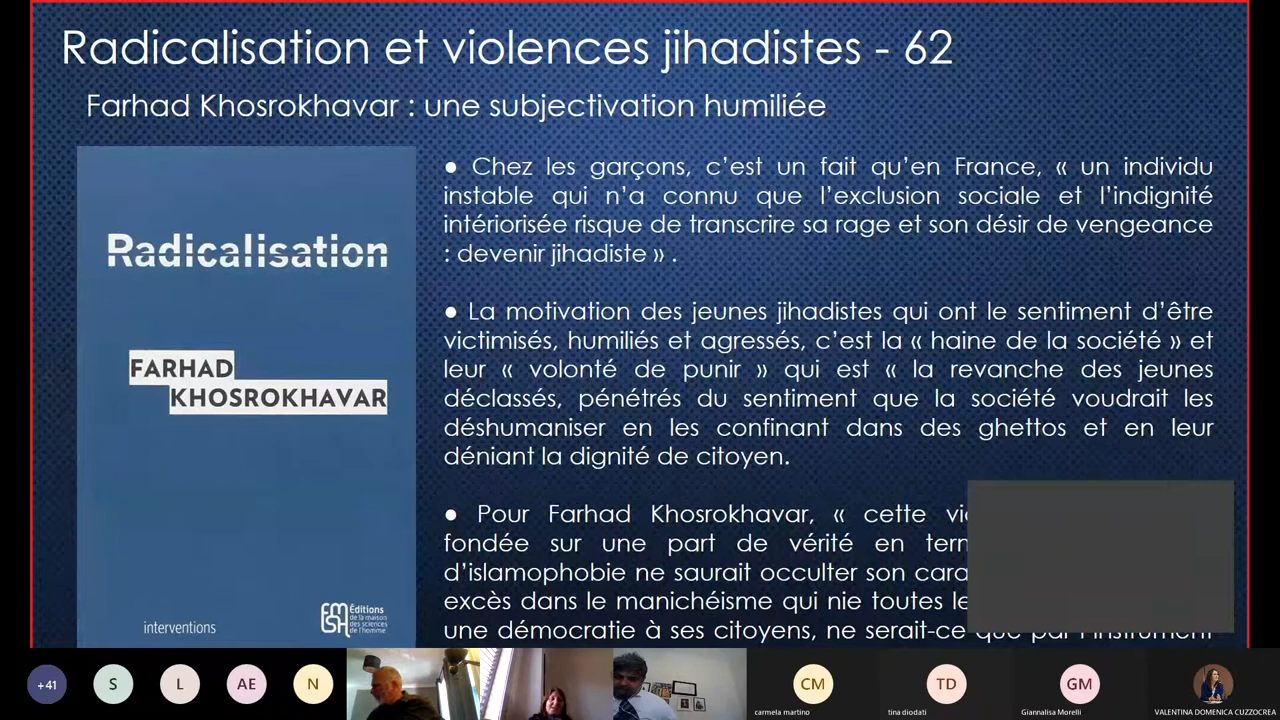 Radicalisation et violences jihadistes - 62
Farhad Khosrokhavar : une subjectivation humiliée
Radicalisation
FARHAD
KHOSROKHAVAR
interventions
Éditions
de la maison
des sciences
de l'homme
● Chez les garçons, c'est un fait qu'en France, « un individu
instable qui n'a connu que l'exclusion sociale et l'indignité
intériorisée risque de transcrire sa rage et son désir de vengeance
: devenir jihadiste » .
● La motivation des jeunes jihadistes qui ont le sentiment d'être
victimisés, humiliés et agressés, c'est la « haine de la société » et
leur « volonté de punir » qui est « la revanche des jeunes
déclassés, pénétrés du sentiment que la société voudrait les
déshumaniser en les confinant dans des ghettos et en leur
déniant la dignité de citoyen.
● Pour Farhad Khosrokhavar, « cette
fondée sur une part de vérité en
d'islamophobie ne saurait occulter son
excès dans le manichéisme qui nie toutes
une démocratie à ses citoyens, ne serait-ce que par l'instrument
+41
S
L
AE
N
CM
carmela martino
TD
tina diodati
GM
Giannalisa Morelli
VALENTINA DOMENICA CUZZOCREA